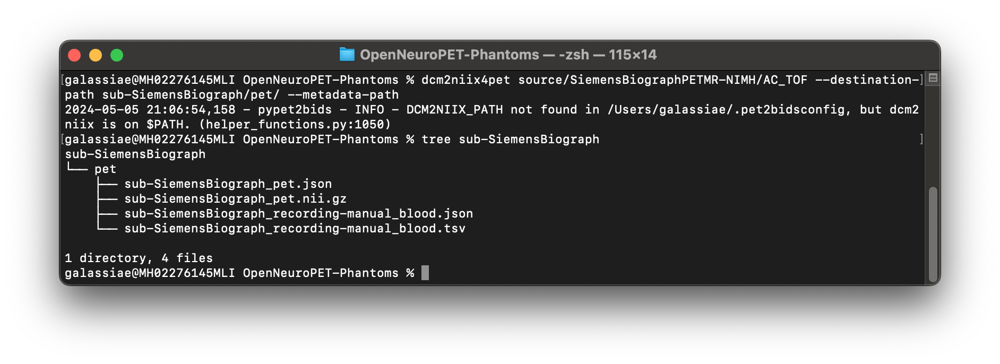 OpenNeuroPET-Phantoms — -zsh — 115×14
[galassiae@MH02276145MLI OpenNeuroPET-Phantoms % dcm2niix4pet source/SiemensBiographPETMR-NIMH/AC_TOF --destination-]
path sub-SiemensBiograph/pet/ --metadata-path
2024-05-05 21:06:54,158 - pypet2bids - INFO - DCM2NIIX_PATH not found in /Users/galassiae/.pet2bidsconfig, but dcm2
niix is on $PATH. (helper_functions.py:1050)
[galassiae@MH02276145MLI OpenNeuroPET-Phantoms % tree sub-SiemensBiograph ]
sub-SiemensBiograph
└── pet
    ├── sub-SiemensBiograph_pet.json
    ├── sub-SiemensBiograph_pet.nii.gz
    ├── sub-SiemensBiograph_recording-manual_blood.json
    └── sub-SiemensBiograph_recording-manual_blood.tsv
1 directory, 4 files
galassiae@MH02276145MLI OpenNeuroPET-Phantoms %